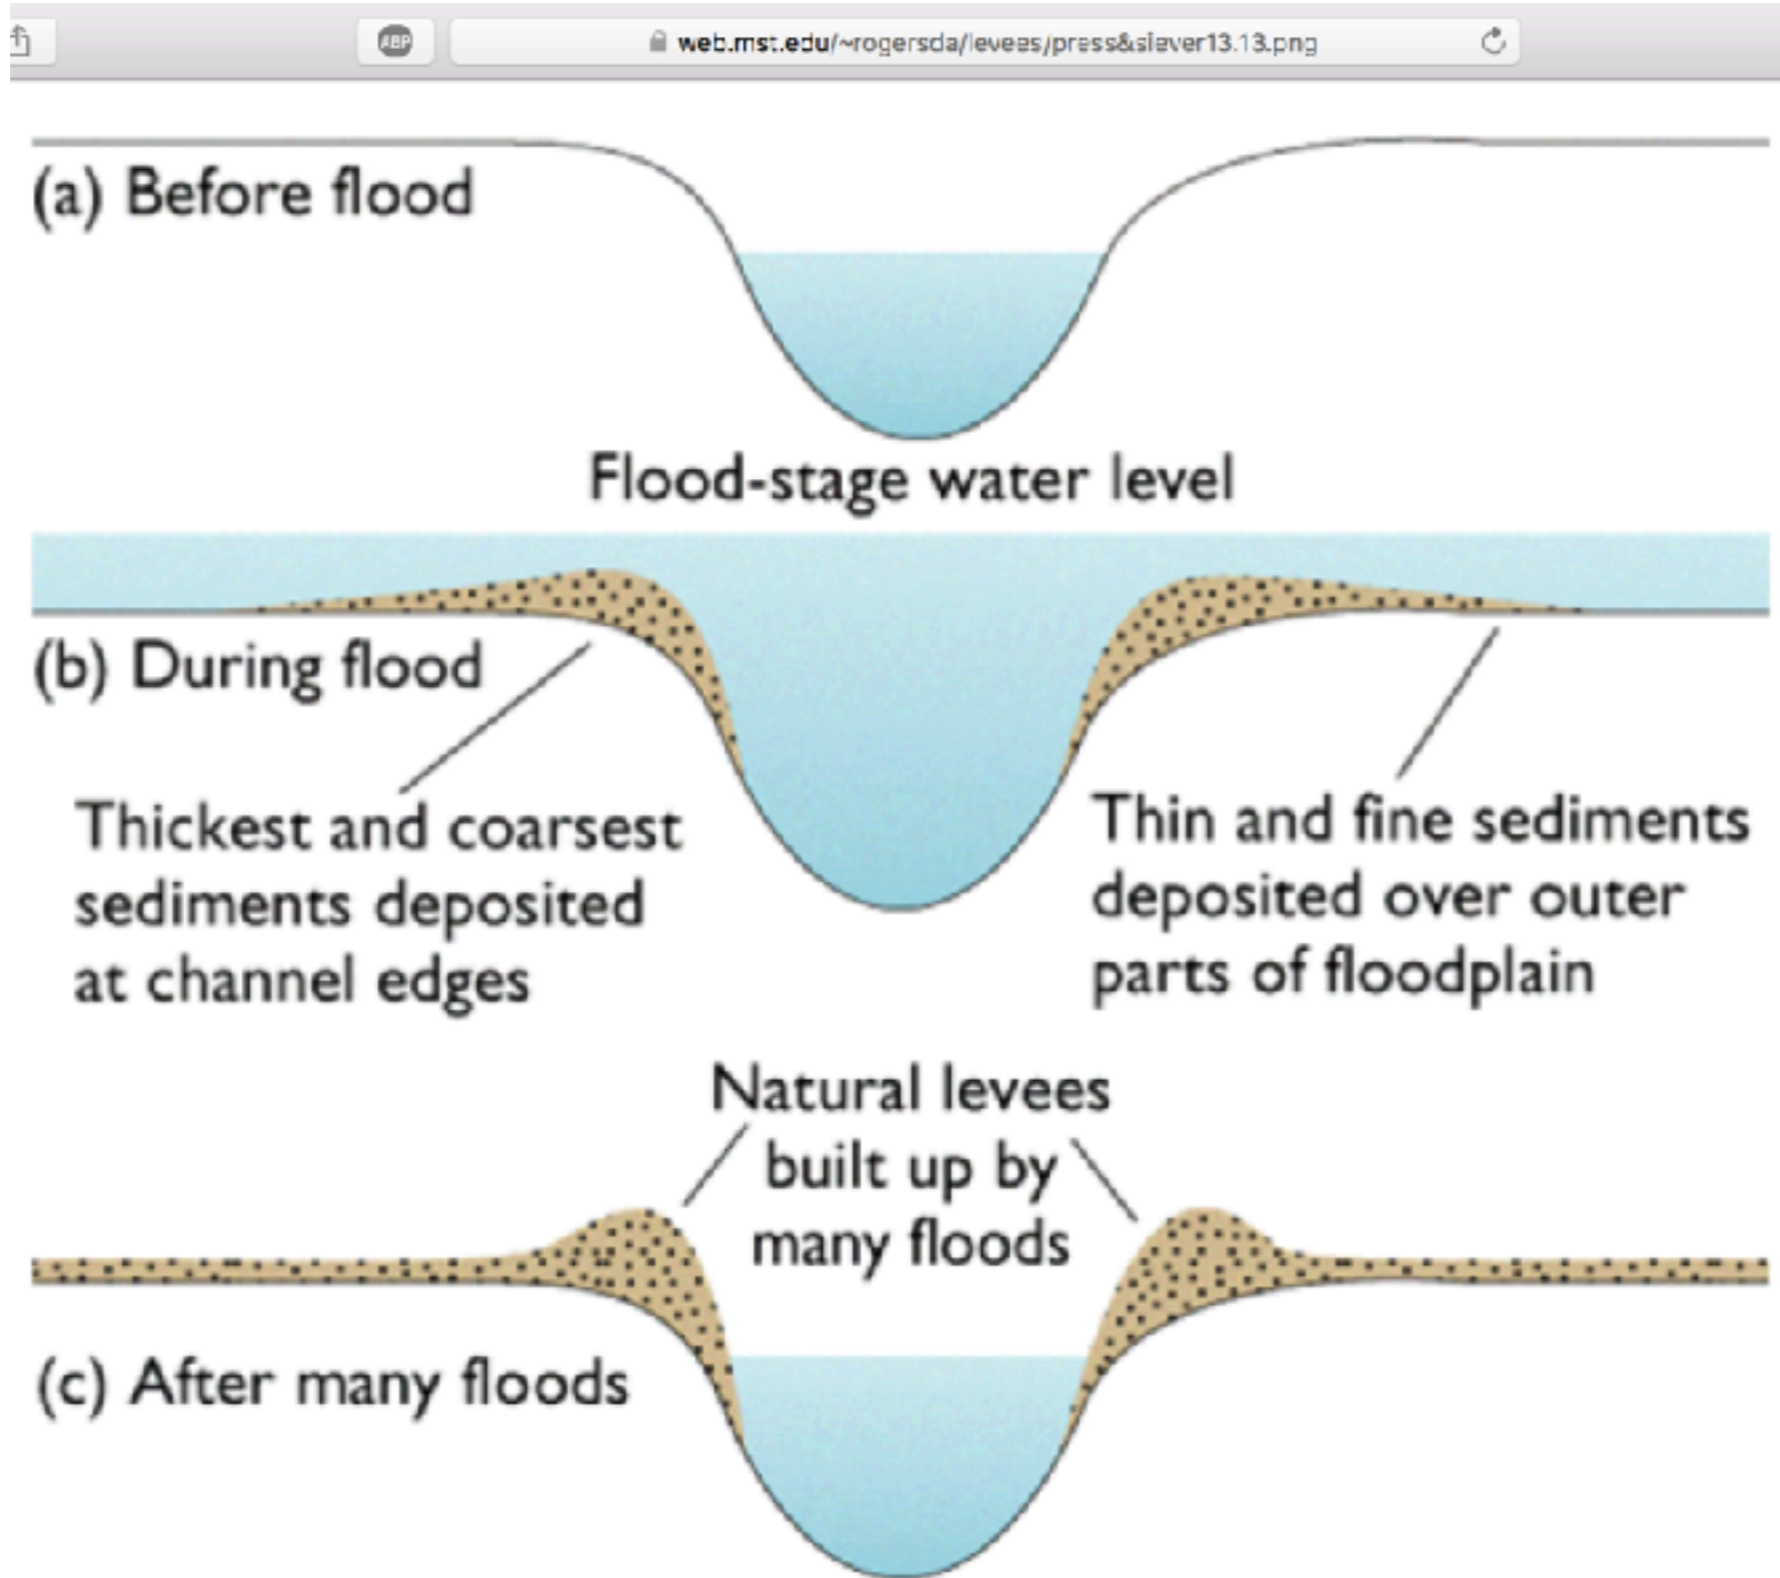 ABP
web.mst.edu/~rogersda/levees/press&siever13.13.png
(a) Before flood
Flood-stage water level
(b) During flood
Thickest and coarsest
sediments deposited
at channel edges
Thin and fine sediments
deposited over outer
parts of floodplain
Natural levees
built up by
many floods
(c) After many floods